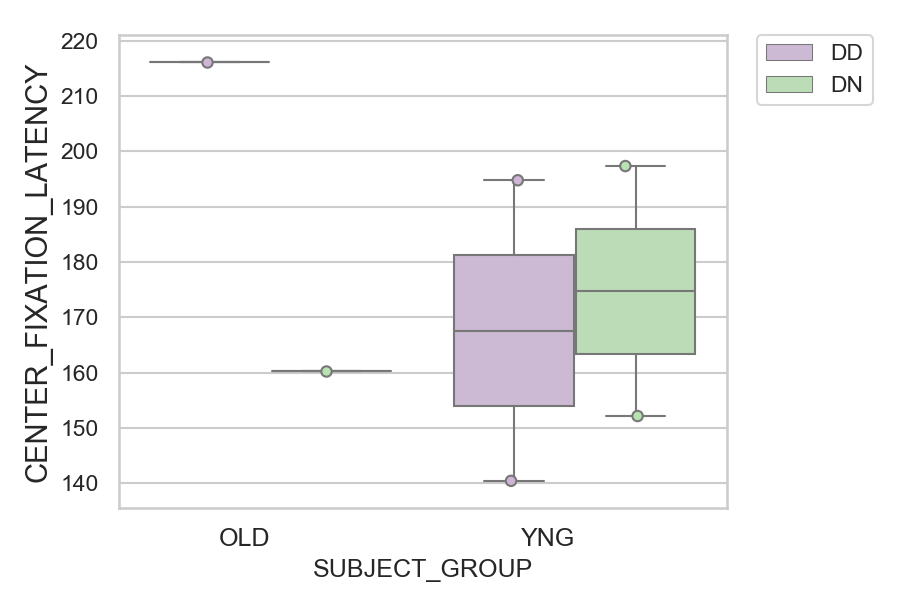 220
210
200
190
180
170
160
150
140
CENTER_FIXATION_LATENCY
OLD
YNG
SUBJECT_GROUP
DD
DN